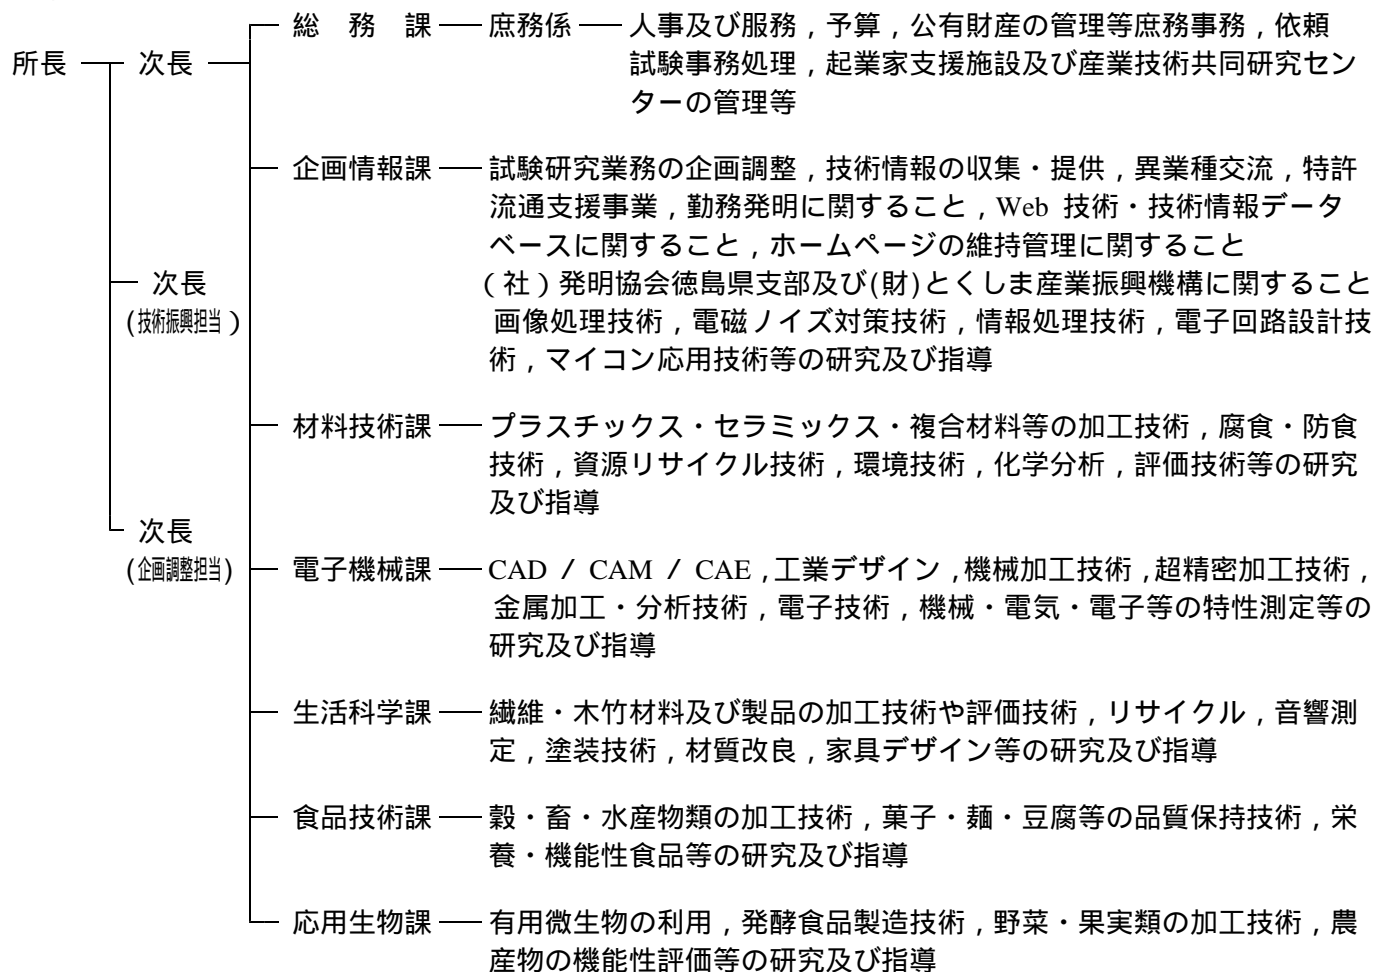 総　務　課 庶務係 人事及び服務，予算，公有財産の管理等庶務事務，依頼
所長 次長 試験事務処理，起業家支援施設及び産業技術共同研究セン
ターの管理等
企画情報課 試験研究業務の企画調整，技術情報の収集・提供，異業種交流，特許
流通支援事業，勤務発明に関すること，Web 技術・技術情報データ
ベースに関すること，ホームページの維持管理に関すること
次長 （社）発明協会徳島県支部及び(財)とくしま産業振興機構に関すること
(技術振興担当) 画像処理技術，電磁ノイズ対策技術，情報処理技術，電子回路設計技
術，マイコン応用技術等の研究及び指導
材料技術課 プラスチックス・セラミックス・複合材料等の加工技術，腐食・防食
技術，資源リサイクル技術，環境技術，化学分析，評価技術等の研究
及び指導
次長
(企画調整担当) 電子機械課 CAD / CAM / CAE，工業デザイン，機械加工技術，超精密加工技術，
金属加工・分析技術，電子技術，機械・電気・電子等の特性測定等の
研究及び指導
生活科学課 繊維・木竹材料及び製品の加工技術や評価技術，リサイクル，音響測
定，塗装技術，材質改良，家具デザイン等の研究及び指導
食品技術課 穀・畜・水産物類の加工技術，菓子・麺・豆腐等の品質保持技術，栄
養・機能性食品等の研究及び指導
応用生物課 有用微生物の利用，発酵食品製造技術，野菜・果実類の加工技術，農
産物の機能性評価等の研究及び指導